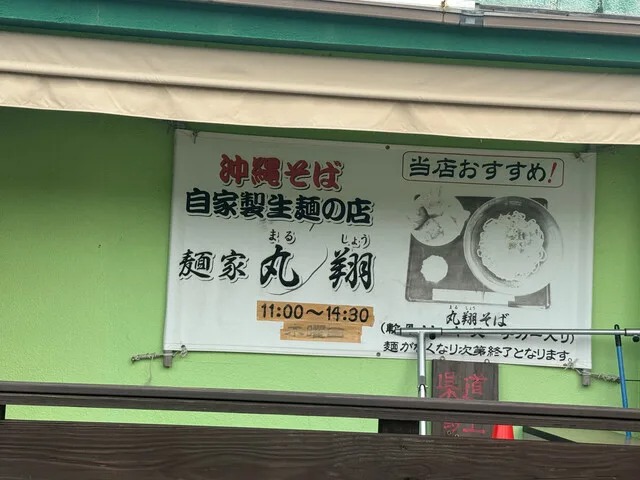 沖縄そば
自家製生麺の店
まる しょう
麺家 丸翔
11:00〜14:30
当店おすすめ!
まる しょう
丸翔そば
麺がなくなり次第終了となります。